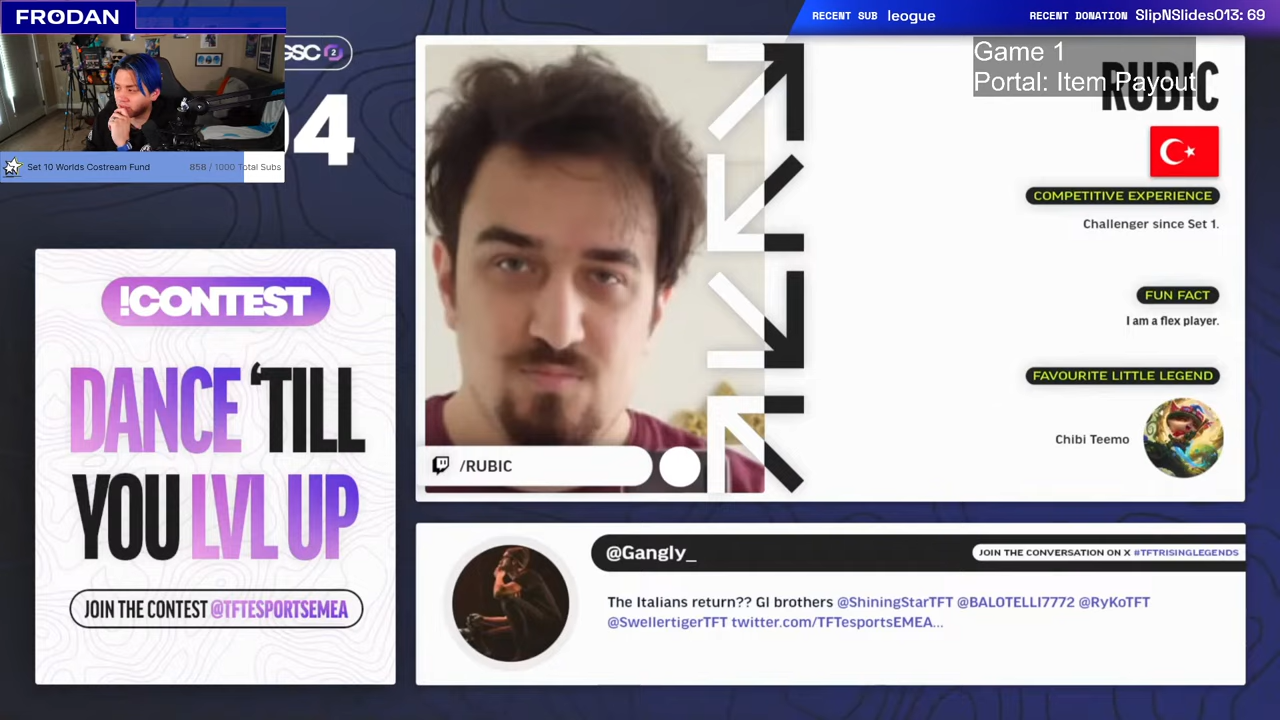 FRODAN
RECENT SUB leogue
RECENT DONATION SlipNSlides013: 69
GSC 2
04
Set 10 Worlds Costream Fund
858 / 1000 Total Subs
Game 1
Portal: Item Payout
RUBIC
COMPETITIVE EXPERIENCE
Challenger since Set 1.
FUN FACT
I am a flex player.
FAVOURITE LITTLE LEGEND
Chibi Teemo
/RUBIC
!CONTEST
DANCE 'TILL
YOU LVL UP
JOIN THE CONTEST @TFTESPORTSEMEA
@Gangly_
JOIN THE CONVERSATION ON X #TFTRISINGLEGENDS
The Italians return?? Gl brothers @ShiningStarTFT @BALOTELLI7772 @RyKoTFT
@SwellertigerTFT twitter.com/TFTesportsEMEA...